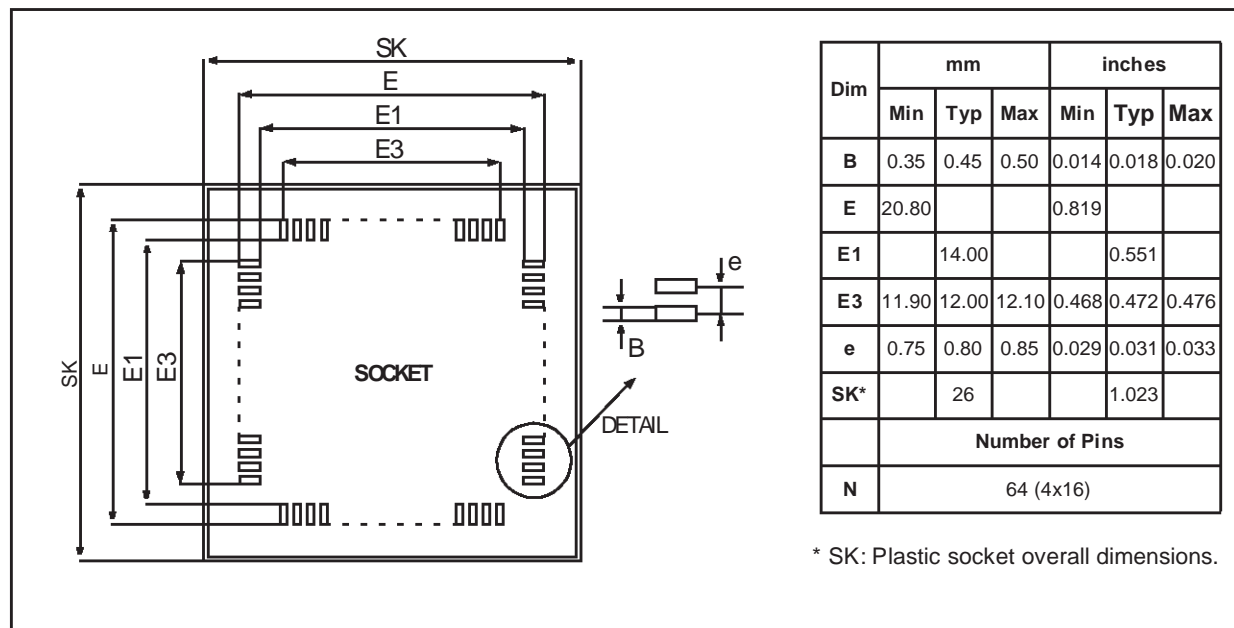 SK
E
E1
E3
SK
E
E1
E3
SOCKET
DETAIL
e
B
Dim mm inches
Min Typ Max Min Typ Max
B 0.35 0.45 0.50 0.014 0.018 0.020
E 20.80 0.819
E1 14.00 0.551
E3 11.90 12.00 12.10 0.468 0.472 0.476
e 0.75 0.80 0.85 0.029 0.031 0.033
SK* 26 1.023
Number of Pins
N 64 (4x16)
* SK: Plastic socket overall dimensions.